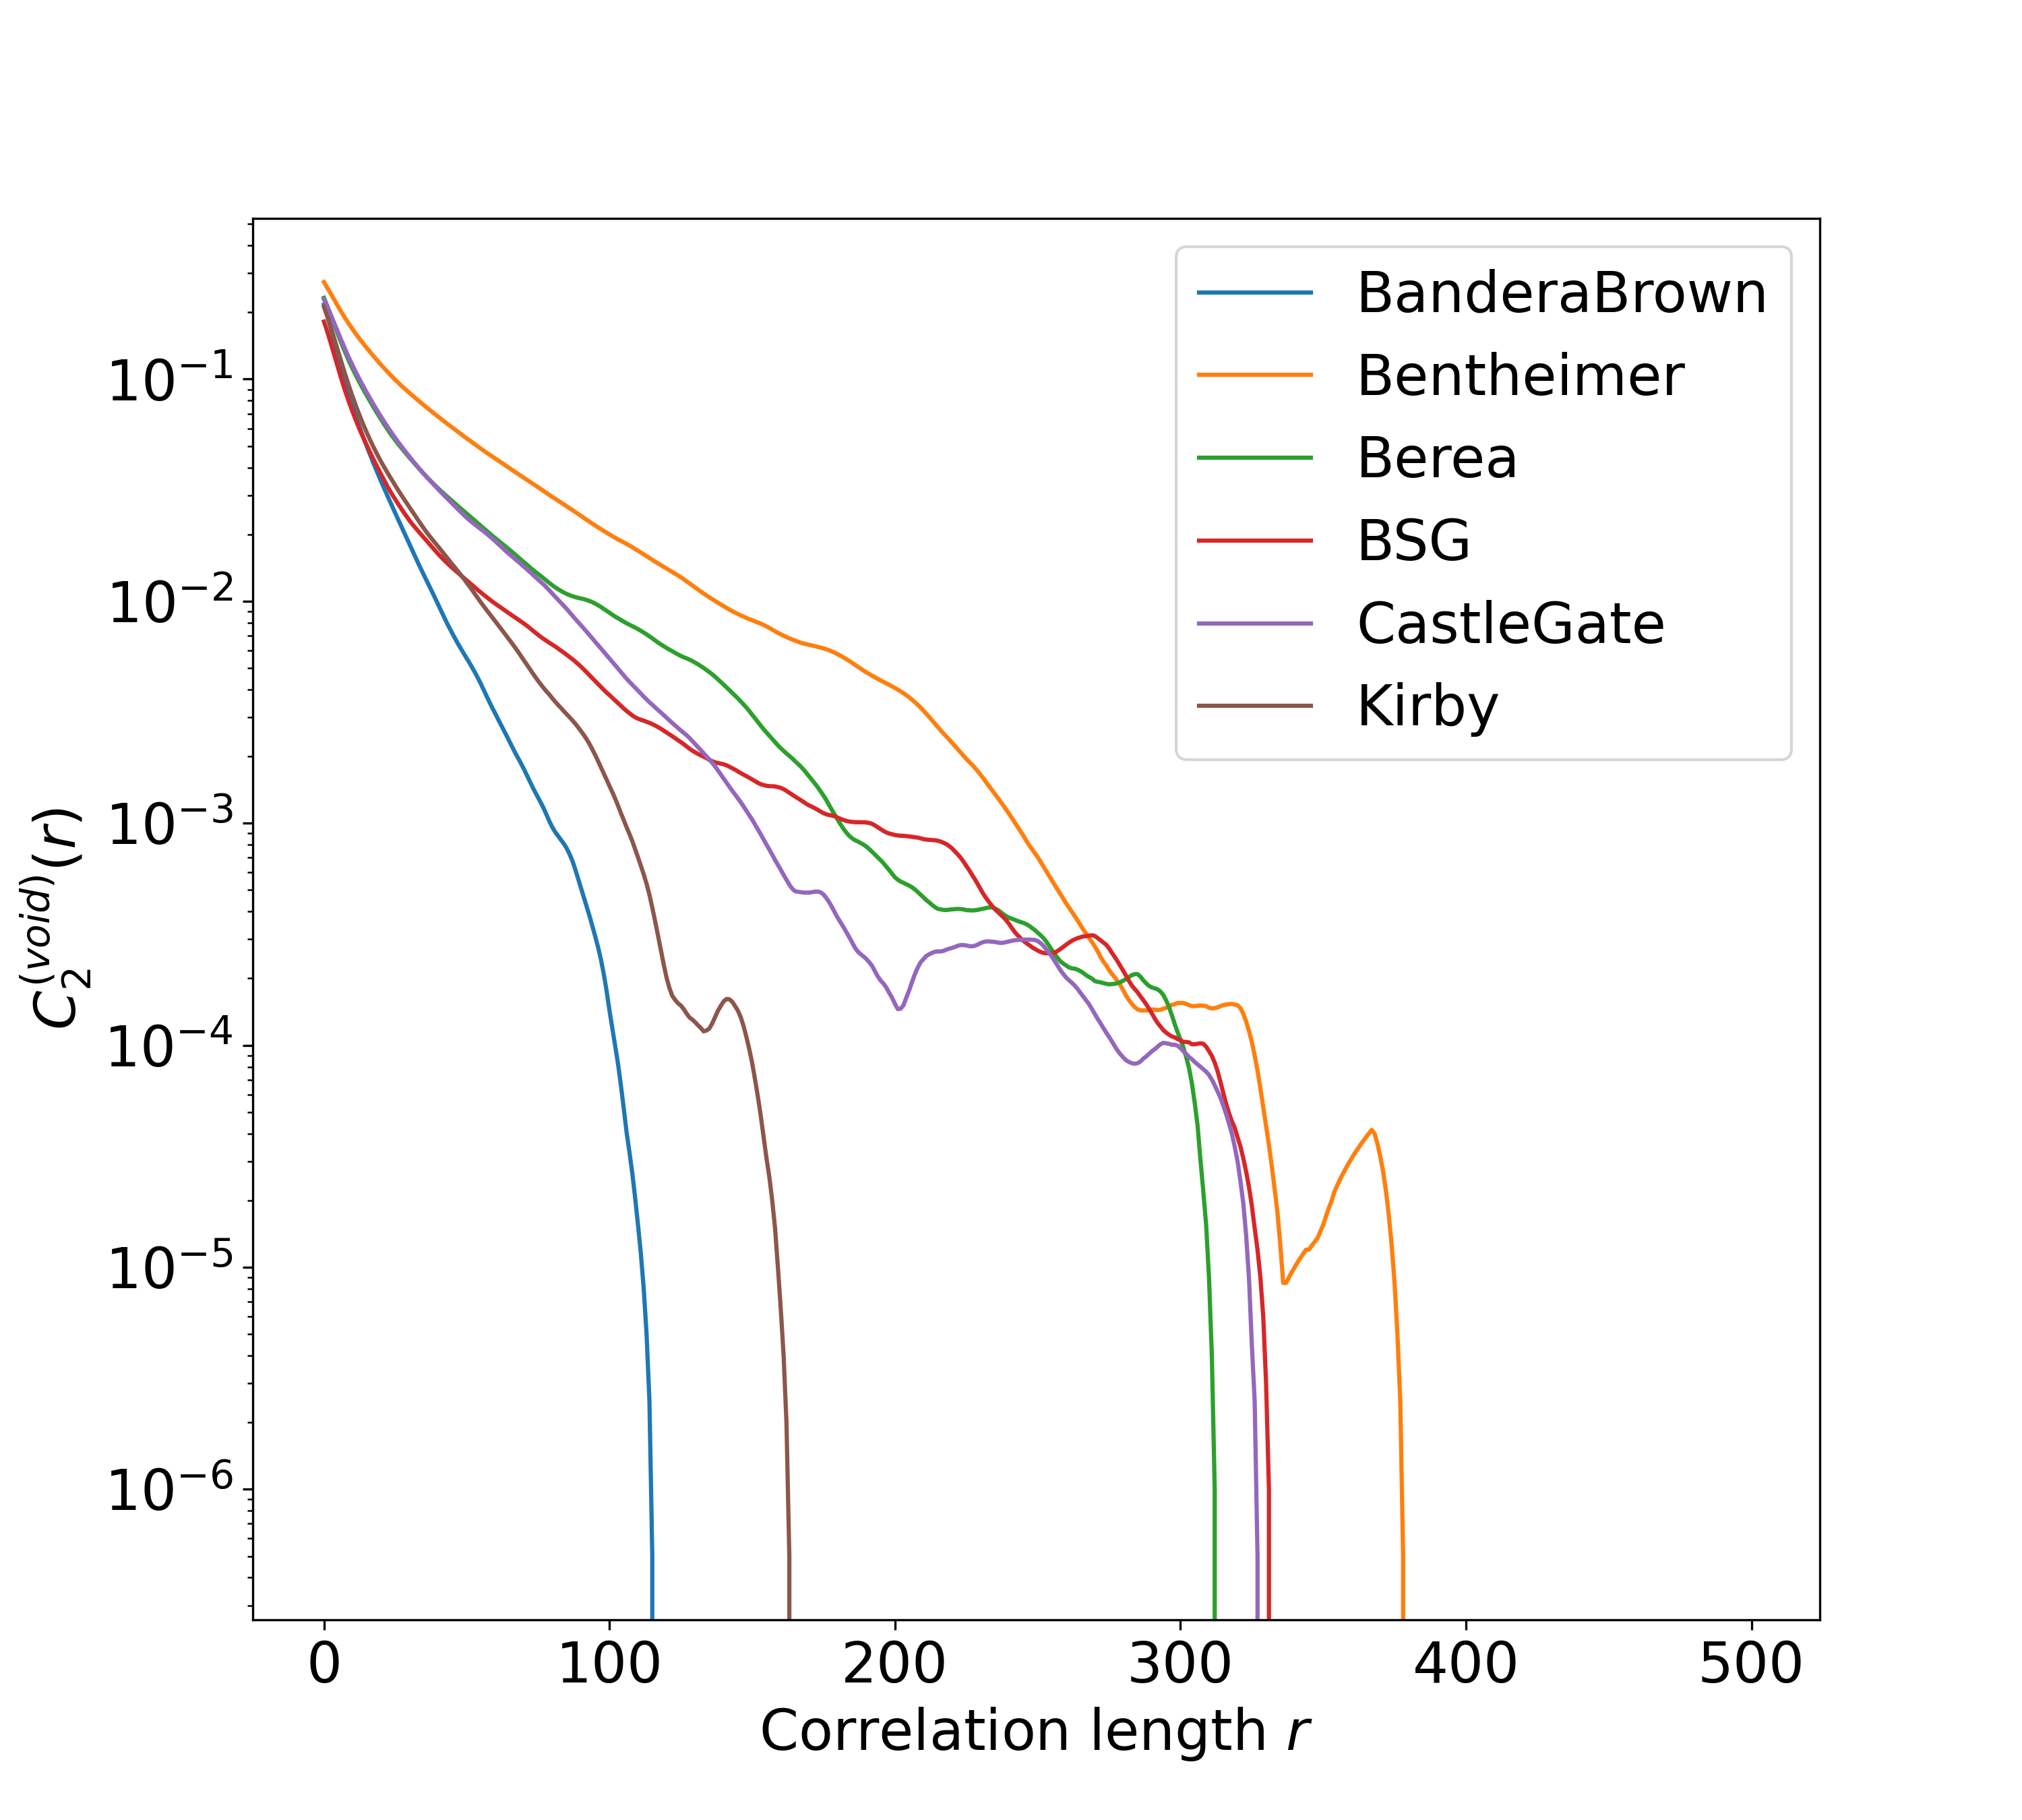 BanderaBrown
Bentheimer
Berea
BSG
CastleGate
Kirby
10⁻¹
10⁻²
10⁻³
10⁻⁴
10⁻⁵
10⁻⁶
C₂⁽ᵛᵒⁱᵈ⁾(r)
0 100 200 300 400 500
Correlation length r